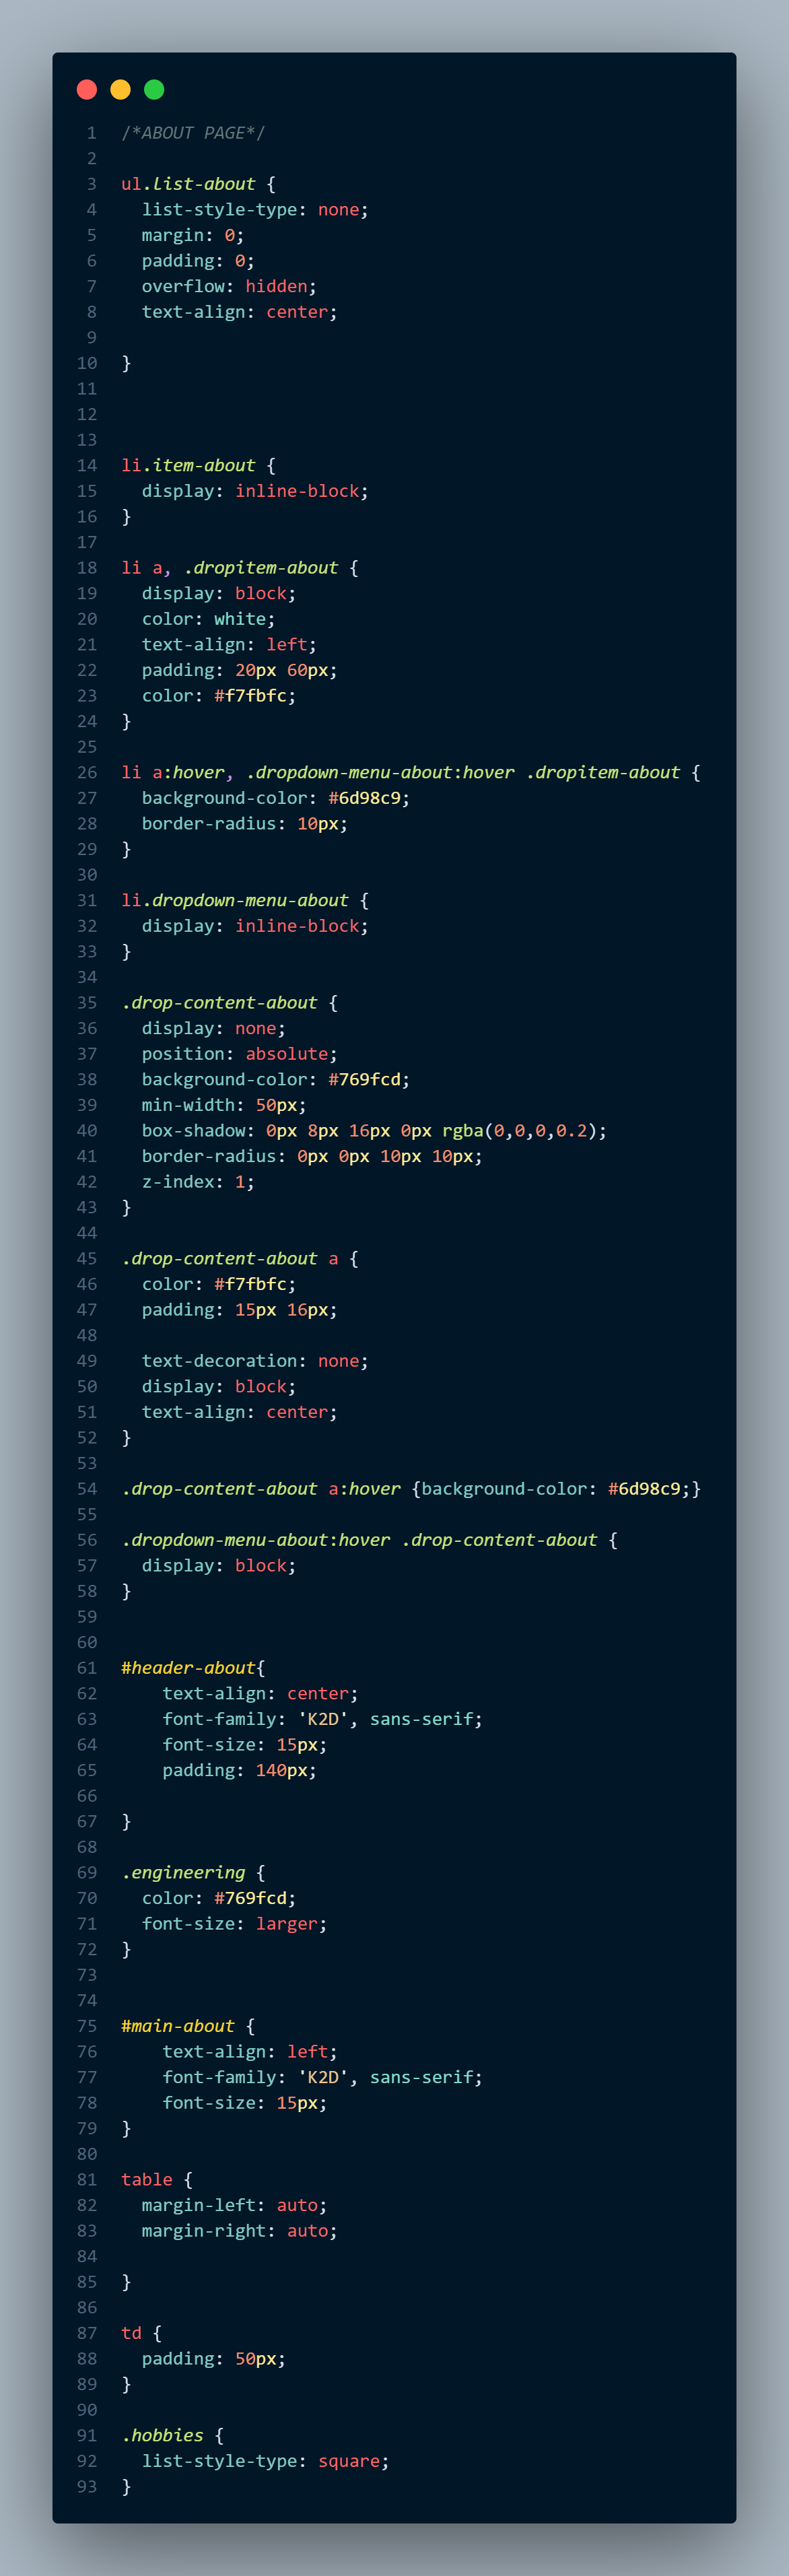 1 /*ABOUT PAGE*/
2
3 ul.list-about {
4   list-style-type: none;
5   margin: 0;
6   padding: 0;
7   overflow: hidden;
8   text-align: center;
9
10 }
11
12
13
14 li.item-about {
15   display: inline-block;
16 }
17
18 li a, .dropitem-about {
19   display: block;
20   color: white;
21   text-align: left;
22   padding: 20px 60px;
23   color: #f7fbfc;
24 }
25
26 li a:hover, .dropdown-menu-about:hover .dropitem-about {
27   background-color: #6d98c9;
28   border-radius: 10px;
29 }
30
31 li.dropdown-menu-about {
32   display: inline-block;
33 }
34
35 .drop-content-about {
36   display: none;
37   position: absolute;
38   background-color: #769fcd;
39   min-width: 50px;
40   box-shadow: 0px 8px 16px 0px rgba(0,0,0,0.2);
41   border-radius: 0px 0px 10px 10px;
42   z-index: 1;
43 }
44
45 .drop-content-about a {
46   color: #f7fbfc;
47   padding: 15px 16px;
48
49   text-decoration: none;
50   display: block;
51   text-align: center;
52 }
53
54 .drop-content-about a:hover {background-color: #6d98c9;}
55
56 .dropdown-menu-about:hover .drop-content-about {
57   display: block;
58 }
59
60
61 #header-about{
62     text-align: center;
63     font-family: 'K2D', sans-serif;
64     font-size: 15px;
65     padding: 140px;
66
67 }
68
69 .engineering {
70   color: #769fcd;
71   font-size: larger;
72 }
73
74
75 #main-about {
76     text-align: left;
77     font-family: 'K2D', sans-serif;
78     font-size: 15px;
79 }
80
81 table {
82   margin-left: auto;
83   margin-right: auto;
84
85 }
86
87 td {
88   padding: 50px;
89 }
90
91 .hobbies {
92   list-style-type: square;
93 }